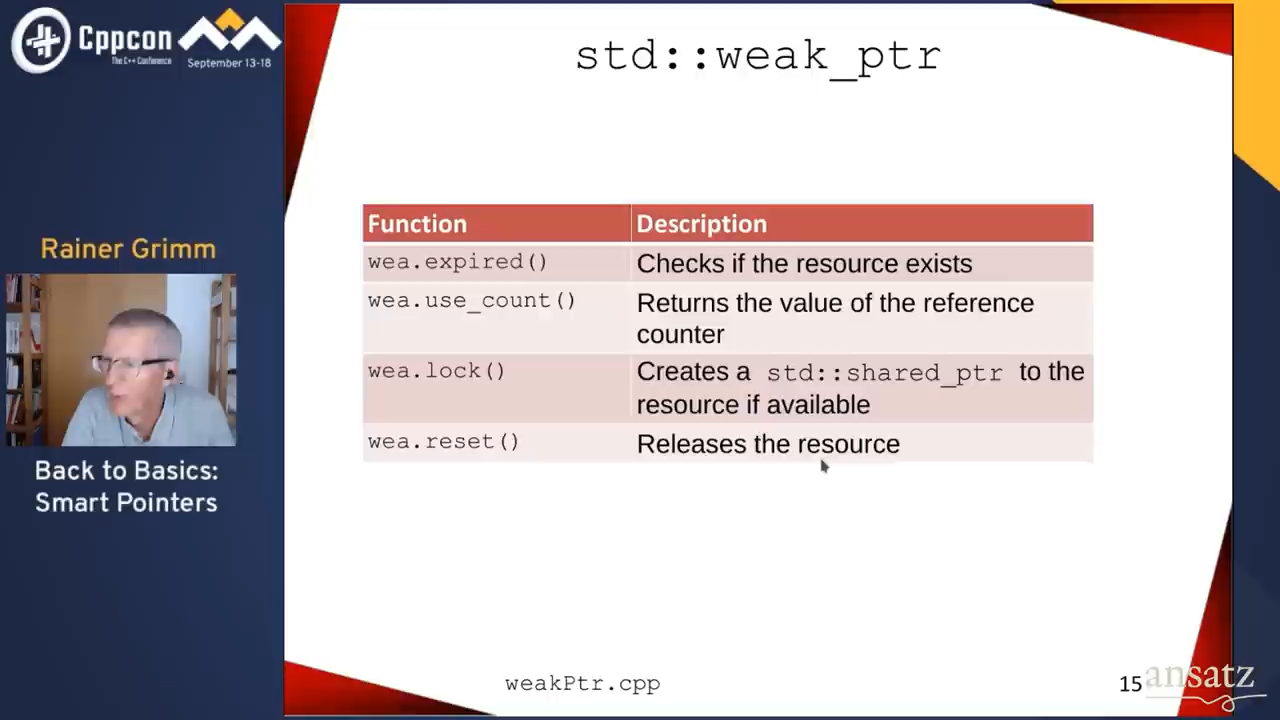 Cppcon
The C++ Conference
September 13-18
std::weak_ptr
Rainer Grimm
Back to Basics:
Smart Pointers
Function Description
wea.expired() Checks if the resource exists
wea.use_count() Returns the value of the reference
counter
wea.lock() Creates a std::shared_ptr to the
resource if available
wea.reset() Releases the resource
weakPtr.cpp
15
ansatz